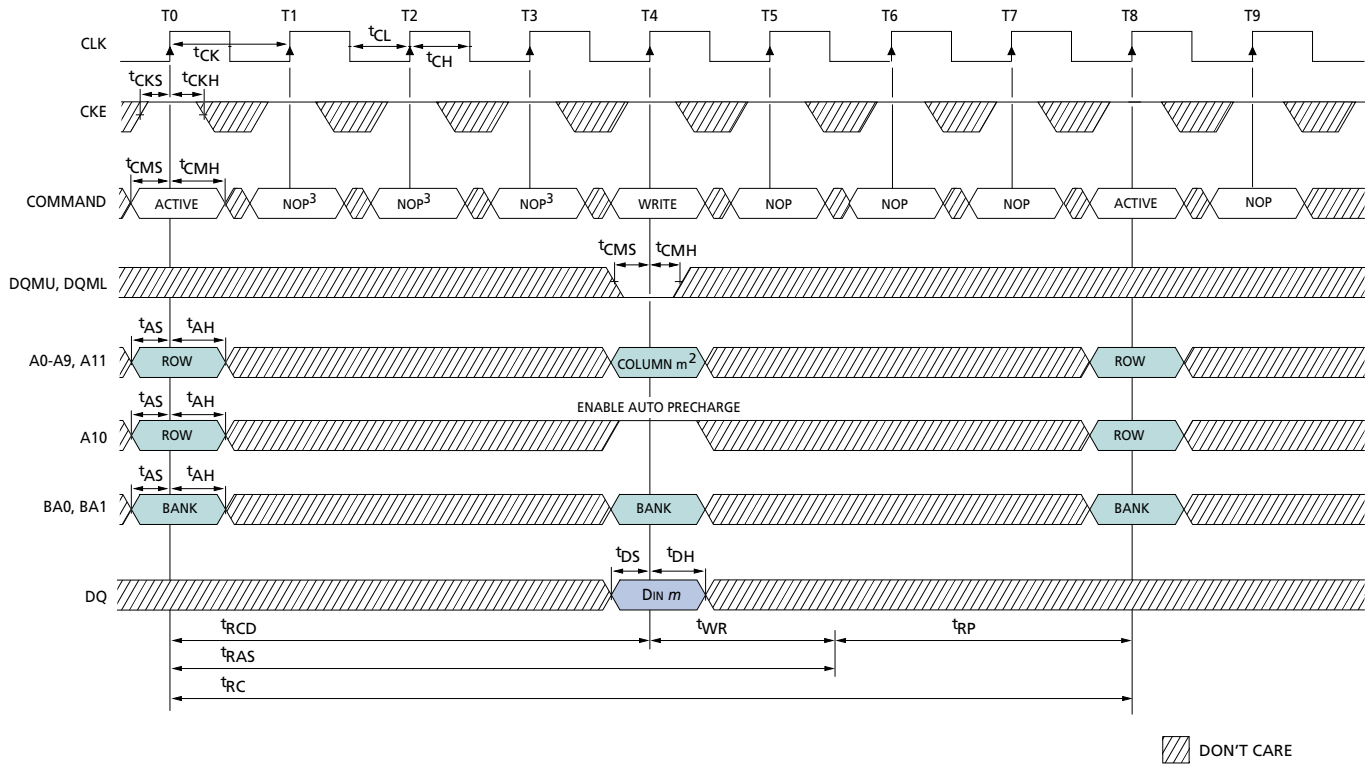 T0 T1 T2 T3 T4 T5 T6 T7 T8 T9
CLK
tCK tCL tCH
tCKS tCKH
CKE
tCMS tCMH
COMMAND ACTIVE NOP3 NOP3 NOP3 WRITE NOP NOP NOP ACTIVE NOP
tCMS tCMH
DQMU, DQML
tAS tAH
A0-A9, A11 ROW COLUMN m2 ROW
tAS tAH ENABLE AUTO PRECHARGE
A10 ROW ROW
tAS tAH
BA0, BA1 BANK BANK BANK
tDS tDH
DQ DIN m
tRCD tWR tRP
tRAS
tRC
DON'T CARE